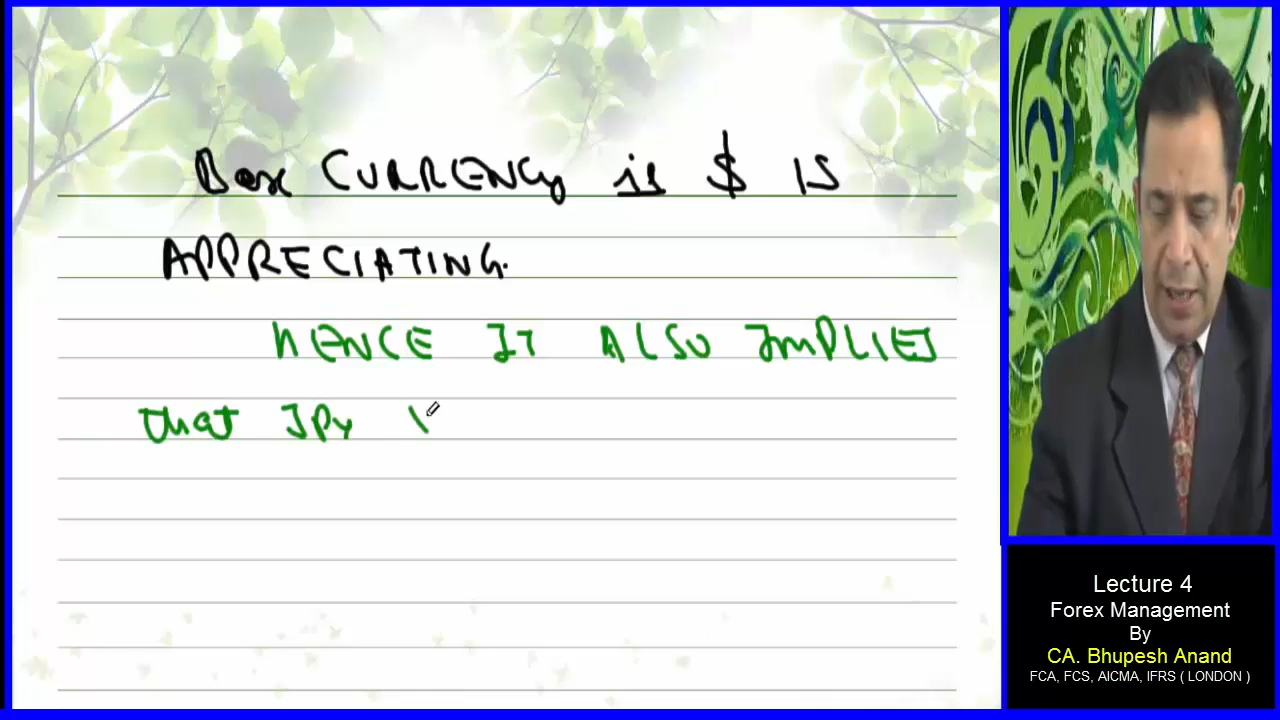 Base CURRENCY is $ IS
APPRECIATING.
HENCE IT ALSO IMPLIES
that JPY
Lecture 4
Forex Management
By
CA. Bhupesh Anand
FCA, FCS, AICMA, IFRS ( LONDON )